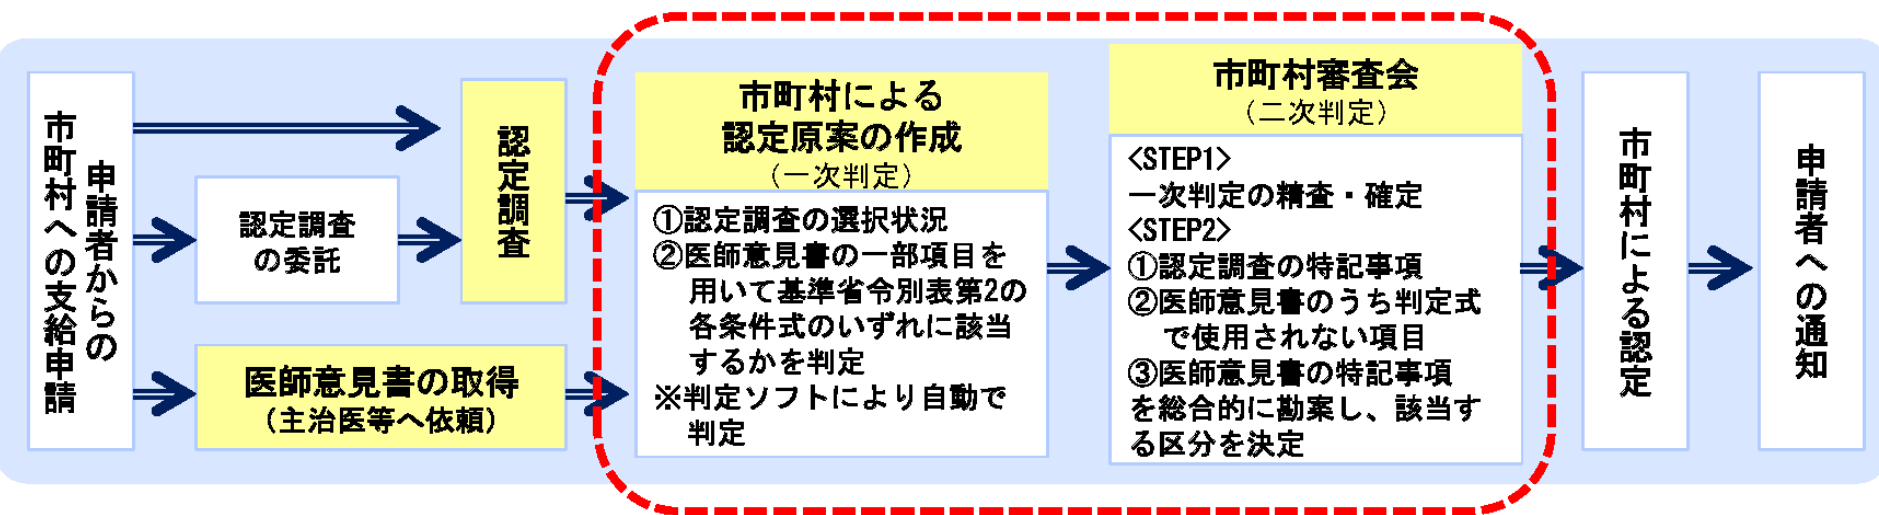 申請者からの
市町村への支給申請
認定調査
の委託
認定調査
医師意見書の取得
（主治医等へ依頼）
市町村による
認定原案の作成
（一次判定）
①認定調査の選択状況
②医師意見書の一部項目を
用いて基準省令別表第2の
各条件式のいずれに該当
するかを判定
※判定ソフトにより自動で
判定
市町村審査会
（二次判定）
<STEP1>
一次判定の精査・確定
<STEP2>
①認定調査の特記事項
②医師意見書のうち判定式
で使用されない項目
③医師意見書の特記事項
を総合的に勘案し、該当す
る区分を決定
市町村による認定
申請者への通知